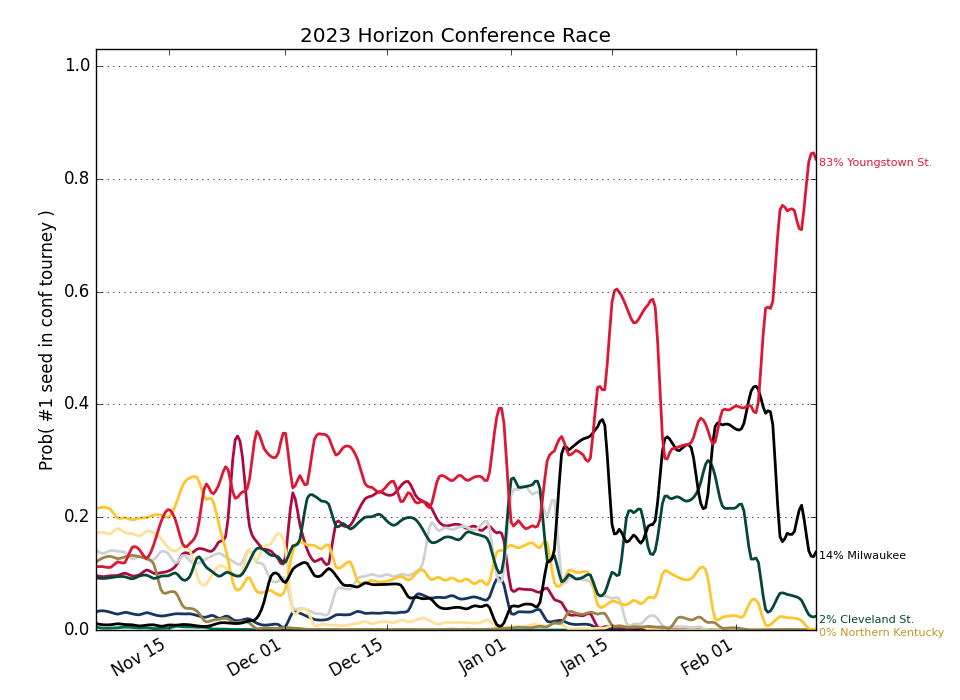 2023 Horizon Conference Race
Prob( #1 seed in conf tourney )
1.0
0.8
0.6
0.4
0.2
0.0
Nov 15
Dec 01
Dec 15
Jan 01
Jan 15
Feb 01
83% Youngstown St.
14% Milwaukee
2% Cleveland St.
0% Northern Kentucky